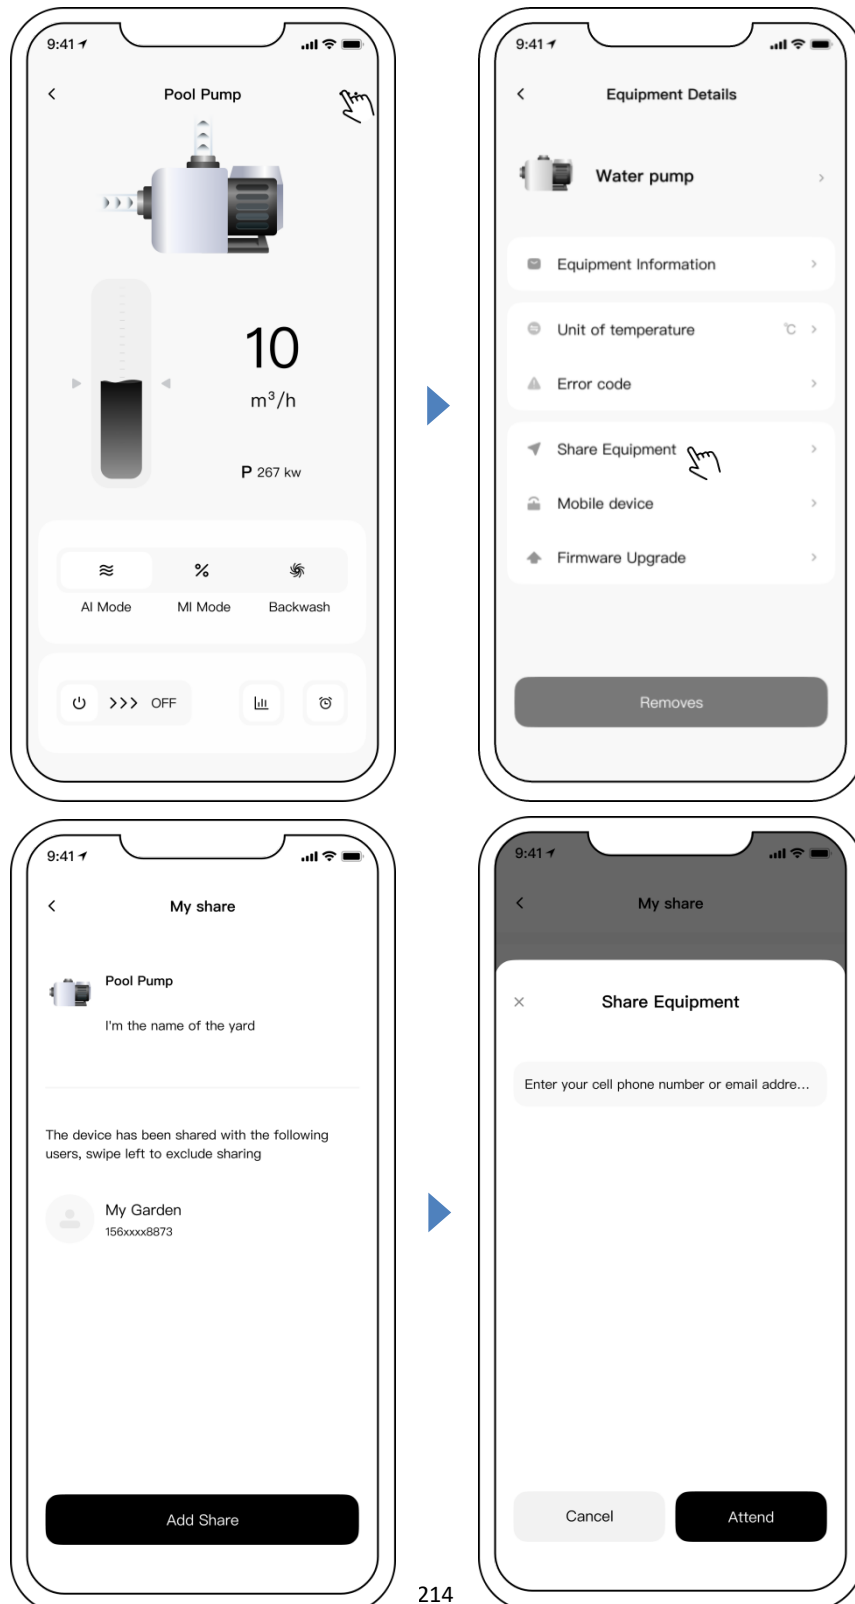 9:41
Pool Pump
10
m³/h
P 267 kw
AI Mode
MI Mode
Backwash
OFF
9:41
Equipment Details
Water pump
Equipment Information
Unit of temperature
°C
Error code
Share Equipment
Mobile device
Firmware Upgrade
Removes
9:41
My share
Pool Pump
I'm the name of the yard
The device has been shared with the following
users, swipe left to exclude sharing
My Garden
156xxxx8873
Add Share
9:41
My share
Share Equipment
Enter your cell phone number or email addre...
Cancel
Attend
214